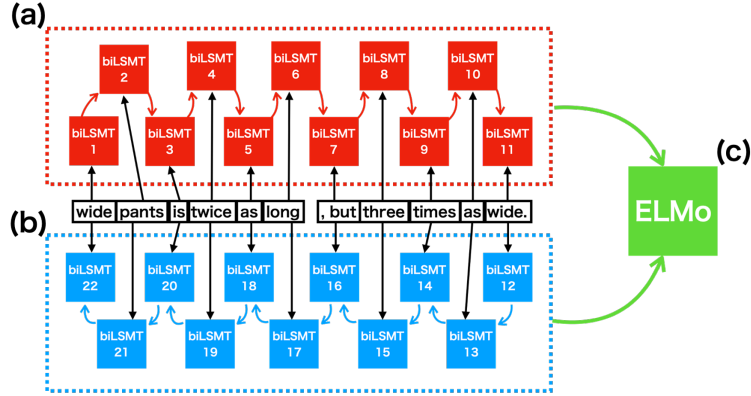 (a)
biLSMT 2
biLSMT 4
biLSMT 6
biLSMT 8
biLSMT 10
biLSMT 1
biLSMT 3
biLSMT 5
biLSMT 7
biLSMT 9
biLSMT 11
(c)
ELMo
wide pants is twice as long , but three times as wide.
(b)
biLSMT 22
biLSMT 20
biLSMT 18
biLSMT 16
biLSMT 14
biLSMT 12
biLSMT 21
biLSMT 19
biLSMT 17
biLSMT 15
biLSMT 13